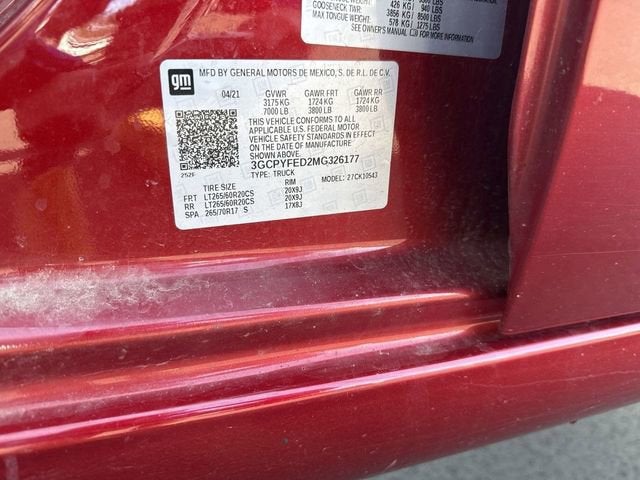 426 KG / 940 LBS
GOOSENECK TWR: 3856 KG / 8500 LBS
MAX TONGUE WEIGHT: 578 KG / 1275 LBS
SEE OWNER'S MANUAL FOR MORE INFORMATION
gm MFD BY GENERAL MOTORS DE MEXICO, S. DE R.L. DE C.V.
04/21 GVWR GAWR FRT GAWR RR
3175 KG 1724 KG 1724 KG
7000 LB 3800 LB 3800 LB
THIS VEHICLE CONFORMS TO ALL
APPLICABLE U.S. FEDERAL MOTOR
VEHICLE SAFETY STANDARDS IN EFFECT
ON THE DATE OF MANUFACTURE SHOWN ABOVE.
3GCPYFED2MG326177
252F TYPE: TRUCK MODEL: 27CK10543
TIRE SIZE RIM
FRT LT265/60R20CS 20X9J
RR LT265/60R20CS 20X9J
SPA 265/70R17 S 17X8J